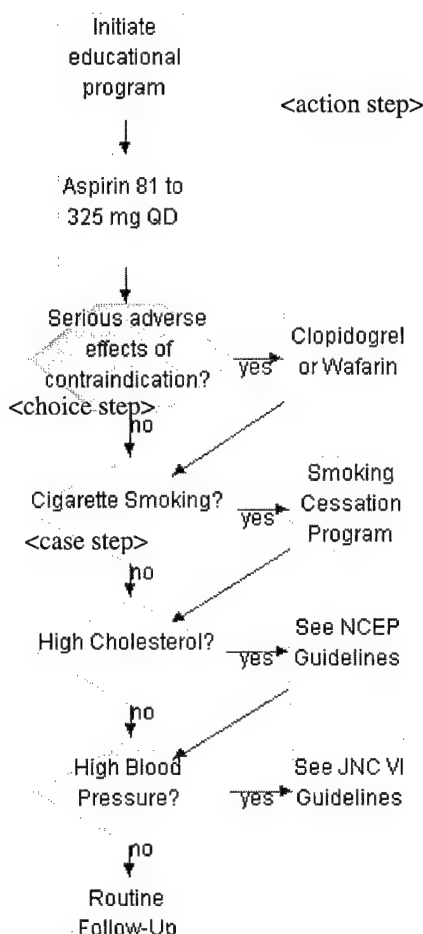 Initiate
educational
program
<action step>
Aspirin 81 to
325 mg QD
Serious adverse
effects of
contraindication?
yes
Clopidogrel
or Wafarin
<choice step>
no
Cigarette Smoking?
yes
Smoking
Cessation
Program
<case step>
no
High Cholesterol?
yes
See NCEP
Guidelines
no
High Blood
Pressure?
yes
See JNC VI
Guidelines
no
Routine
Follow-Up